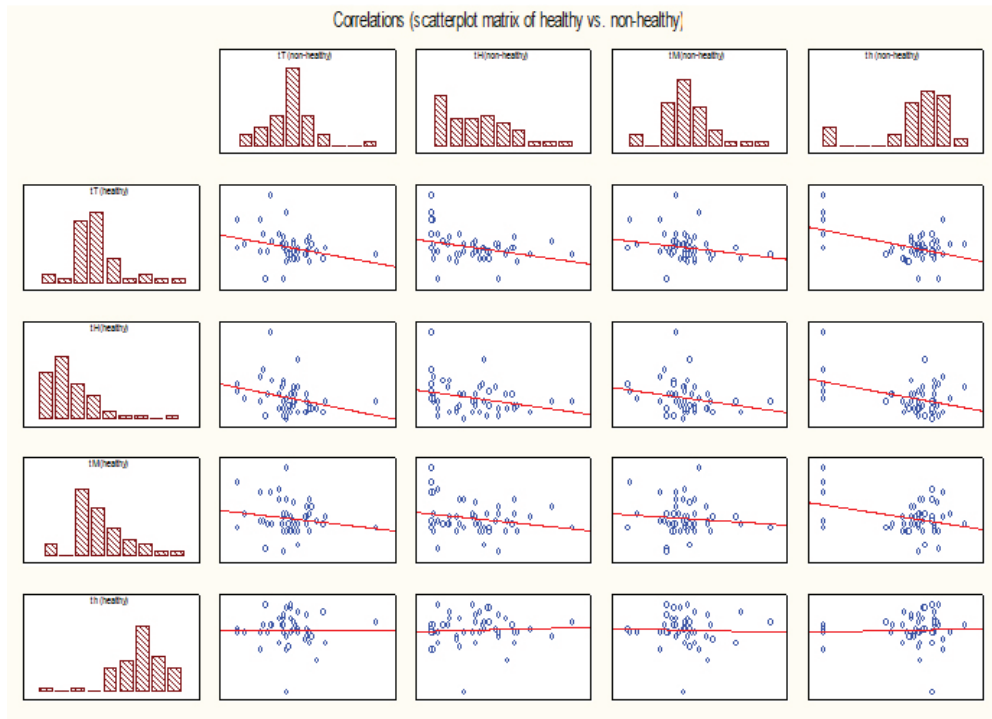 Correlations (scatterplot matrix of healthy vs. non-healthy)
tT (non-healthy)
tH(non-healthy)
tM(non-healthy)
th (non-healthy)
tT (healthy)
tH(healthy)
tM(healthy)
th (healthy)